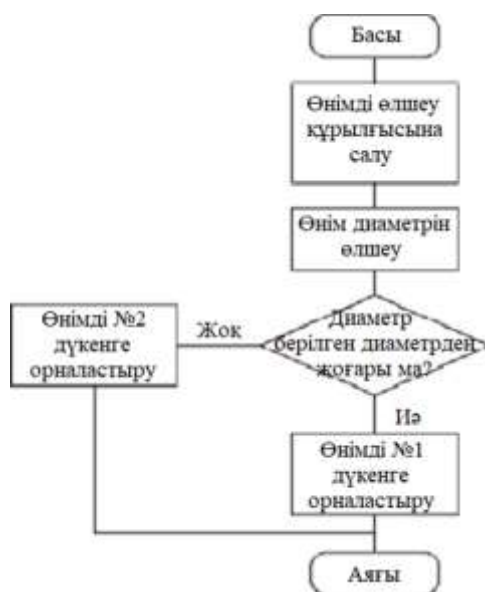 Басы
Өнімді өлшеу
құрылғысына
салу
Өнім диаметрін
өлшеу
Диаметр
берілген диаметрден
жоғары ма?
Жоқ
Өнімді №2
дүкенге
орналастыру
Иә
Өнімді №1
дүкенге
орналастыру
Аяғы